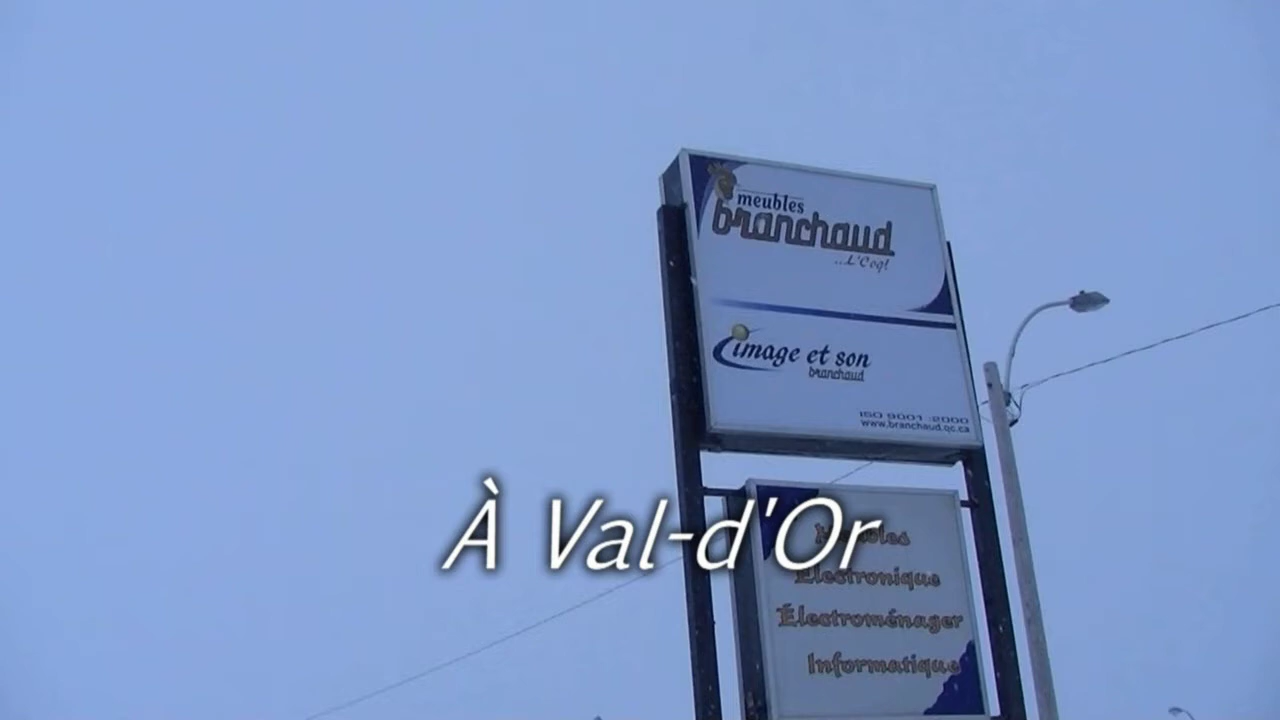 meubles
branchaud
...L'Coq!
image et son
branchaud
ISO 9001 :2000
www.branchaud.qc.ca
À Val-d'Or
Meubles
Électronique
Électroménager
Informatique